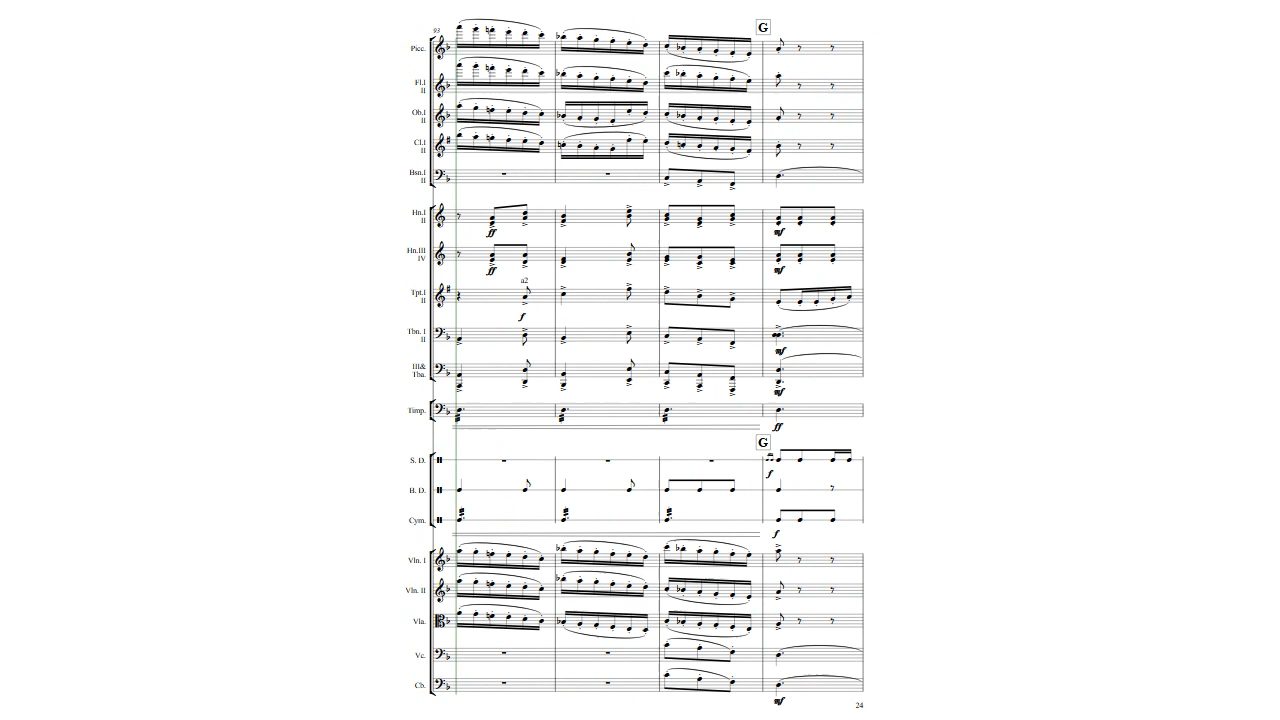 G
93
Picc.
Fl.I
II
Ob.I
II
Cl.I
II
Bsn.I
II
Hn.I
II
ff
mf
Hn.III
IV
ff
mf
a2
Tpt.I
II
f
Tbn. I
II
mf
III&
Tba.
mf
Timp.
ff
G
S. D.
f
B. D.
Cym.
f
Vln. I
Vln. II
Vla.
Vc.
Cb.
mf
24